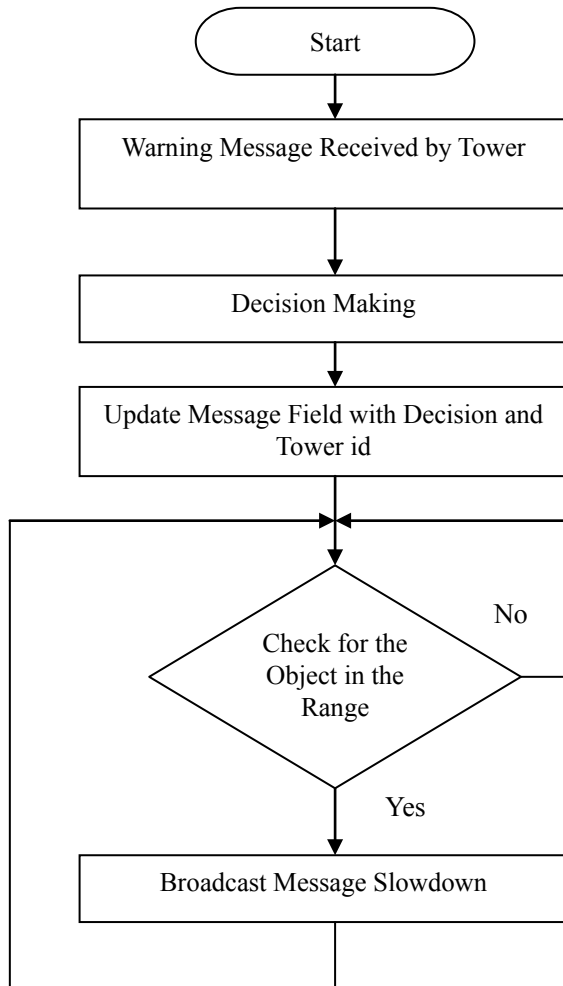 Start
Warning Message Received by Tower
Decision Making
Update Message Field with Decision and
Tower id
No
Check for the
Object in the
Range
Yes
Broadcast Message Slowdown